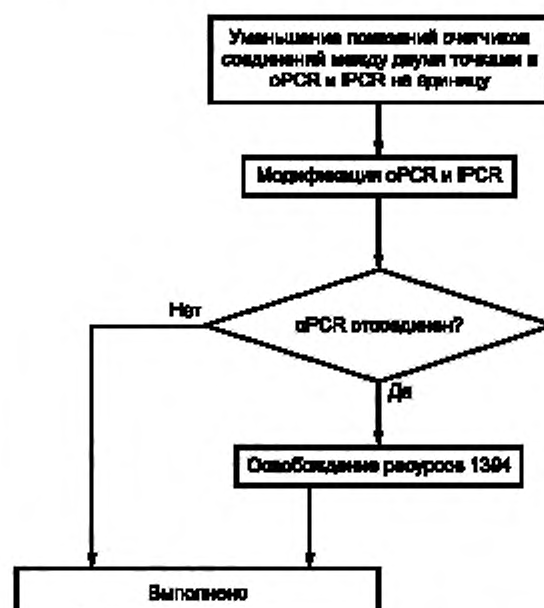 Уменьшение показаний счетчиков
соединений между двумя точками в
oPCR и iPCR на единицу
Модификация oPCR и iPCR
Нет
oPCR отсоединен?
Да
Освобождение ресурсов 1394
Выполнено